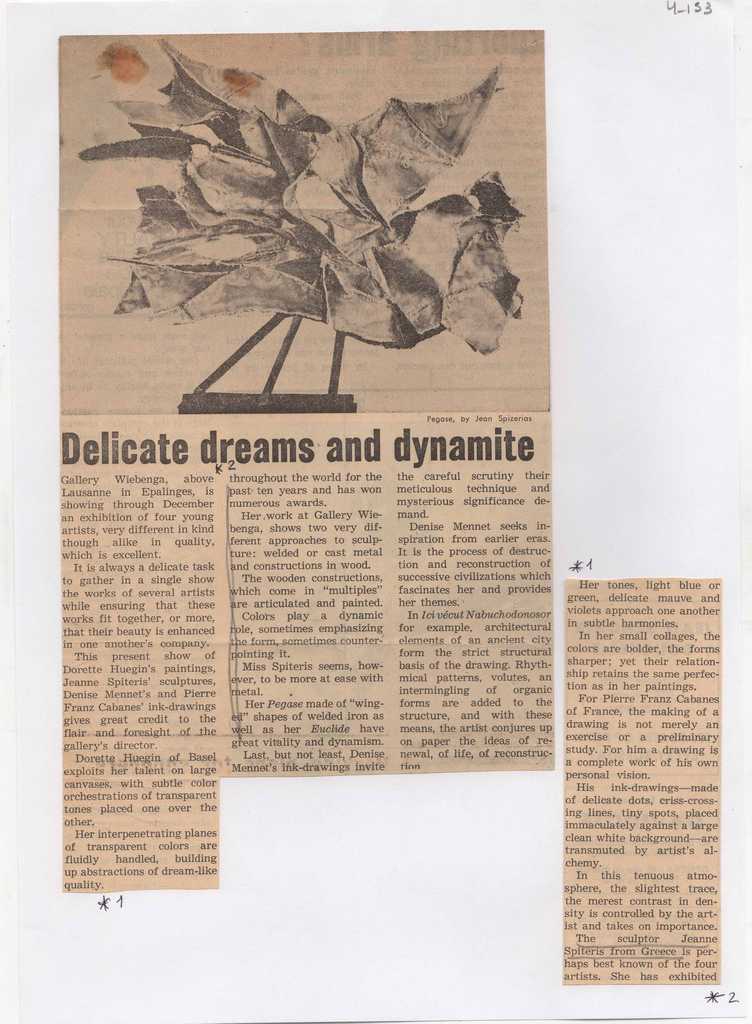 4-133
Pegase, by Jean Spizerias
Delicate dreams and dynamite
Gallery Wiebenga, above
Lausanne in Epalinges, is
showing through December
an exhibition of four young
artists, very different in kind
though alike in quality,
which is excellent.
It is always a delicate task
to gather in a single show
the works of several artists
while ensuring that these
works fit together, or more,
that their beauty is enhanced
in one another's company.
This present show of
Dorette Huegin's paintings,
Jeanne Spiteris' sculptures,
Denise Mennet's and Pierre
Franz Cabanes' ink-drawings
gives great credit to the
flair and foresight of the
gallery's director.
Dorette Huegin of Basel
exploits her talent on large
canvases, with subtle color
orchestrations of transparent
tones placed one over the
other.
Her interpenetrating planes
of transparent colors are
fluidly handled, building
up abstractions of dream-like
quality.
* 1
* 1
Her tones, light blue or
green, delicate mauve and
violets approach one another
in subtle harmonies.
In her small collages, the
colors are bolder, the forms
sharper; yet their relation-
ship retains the same perfec-
tion as in her paintings.
For Pierre Franz Cabanes
of France, the making of a
drawing is not merely an
exercise or a preliminary
study. For him a drawing is
a complete work of his own
personal vision.
His ink-drawings—made
of delicate dots, criss-cross-
ing lines, tiny spots, placed
immaculately against a large
clean white background—are
transmuted by artist's al-
chemy.
In this tenuous atmo-
sphere, the slightest trace,
the merest contrast in den-
sity is controlled by the art-
ist and takes on importance.
The sculptor Jeanne
Spiteris from Greece is per-
haps best known of the four
artists. She has exhibited
* 2
* 2
throughout the world for the
past ten years and has won
numerous awards.
Her work at Gallery Wie-
benga, shows two very dif-
ferent approaches to sculp-
ture: welded or cast metal
and constructions in wood.
The wooden constructions,
which come in "multiples"
are articulated and painted.
Colors play a dynamic
role, sometimes emphasizing
the form, sometimes counter-
pointing it.
Miss Spiteris seems, how-
ever, to be more at ease with
metal.
Her Pegase made of "wing-
ed" shapes of welded iron as
well as her Euclide have
great vitality and dynamism.
Last, but not least, Denise
Mennet's ink-drawings invite
the careful scrutiny their
meticulous technique and
mysterious significance de-
mand.
Denise Mennet seeks in-
spiration from earlier eras.
It is the process of destruc-
tion and reconstruction of
successive civilizations which
fascinates her and provides
her themes.
In Ici vécut Nabuchodonosor
for example, architectural
elements of an ancient city
form the strict structural
basis of the drawing. Rhyth-
mical patterns, volutes, an
intermingling of organic
forms are added to the
structure, and with these
means, the artist conjures up
on paper the ideas of re-
newal, of life, of reconstruc-
tion